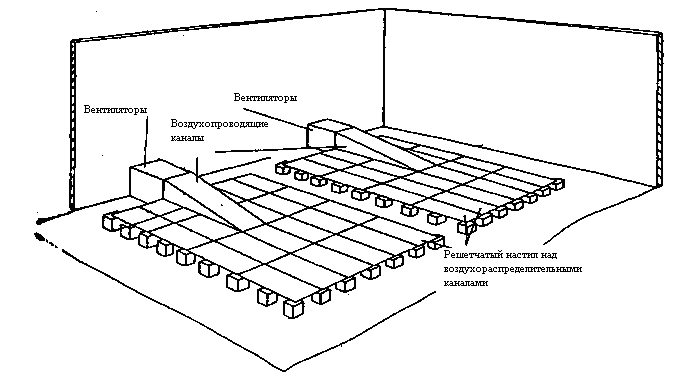 Вентиляторы
Вентиляторы
Воздухопроводящие
каналы
Решетчатый настил над
воздухораспределительными
каналами